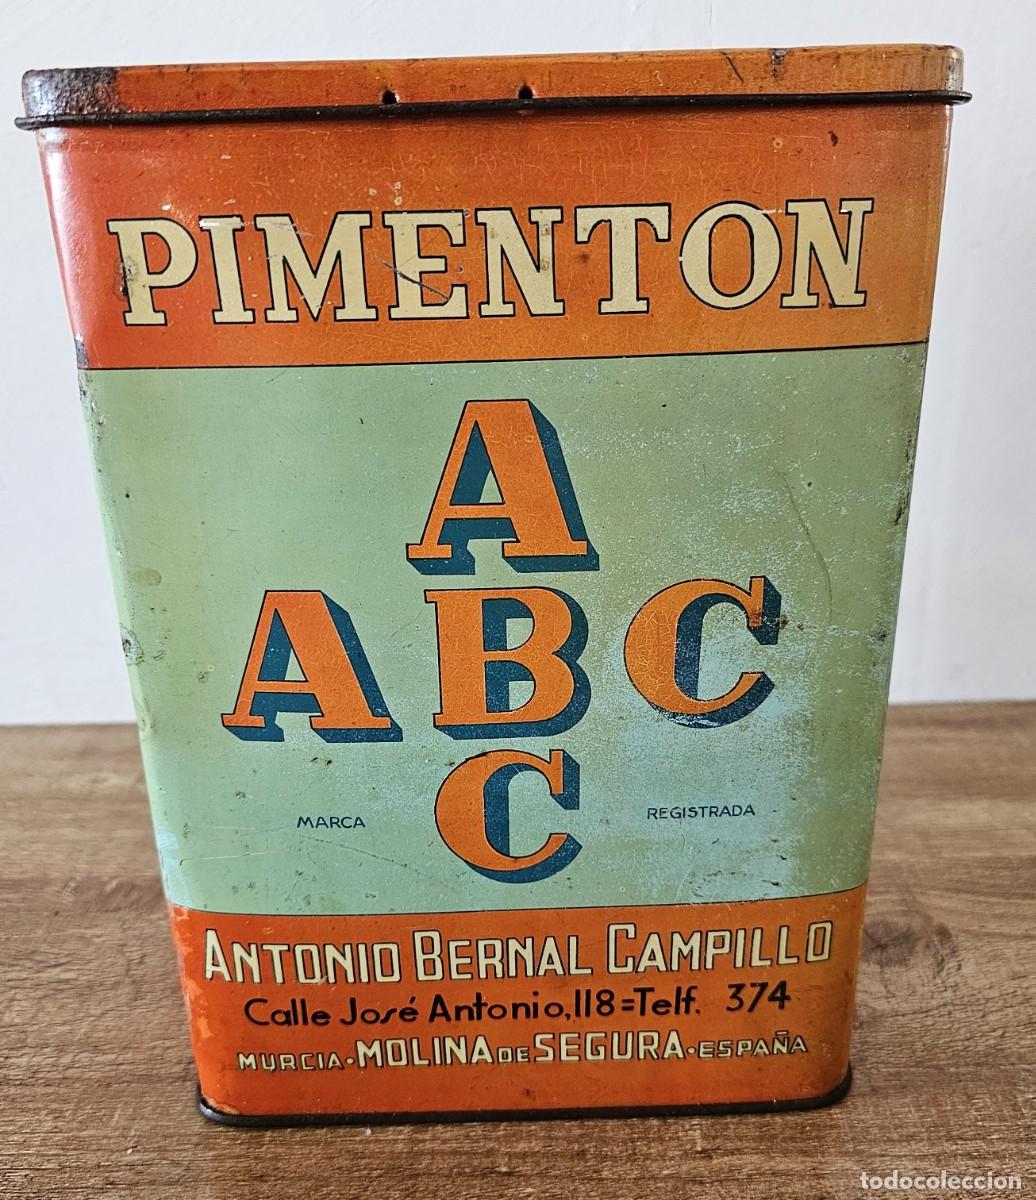 PIMENTON
A
ABC
C
MARCA REGISTRADA
ANTONIO BERNAL CAMPILLO
Calle José Antonio, 118=Telf. 374
MURCIA·MOLINA DE SEGURA·ESPAÑA
todocoleccion